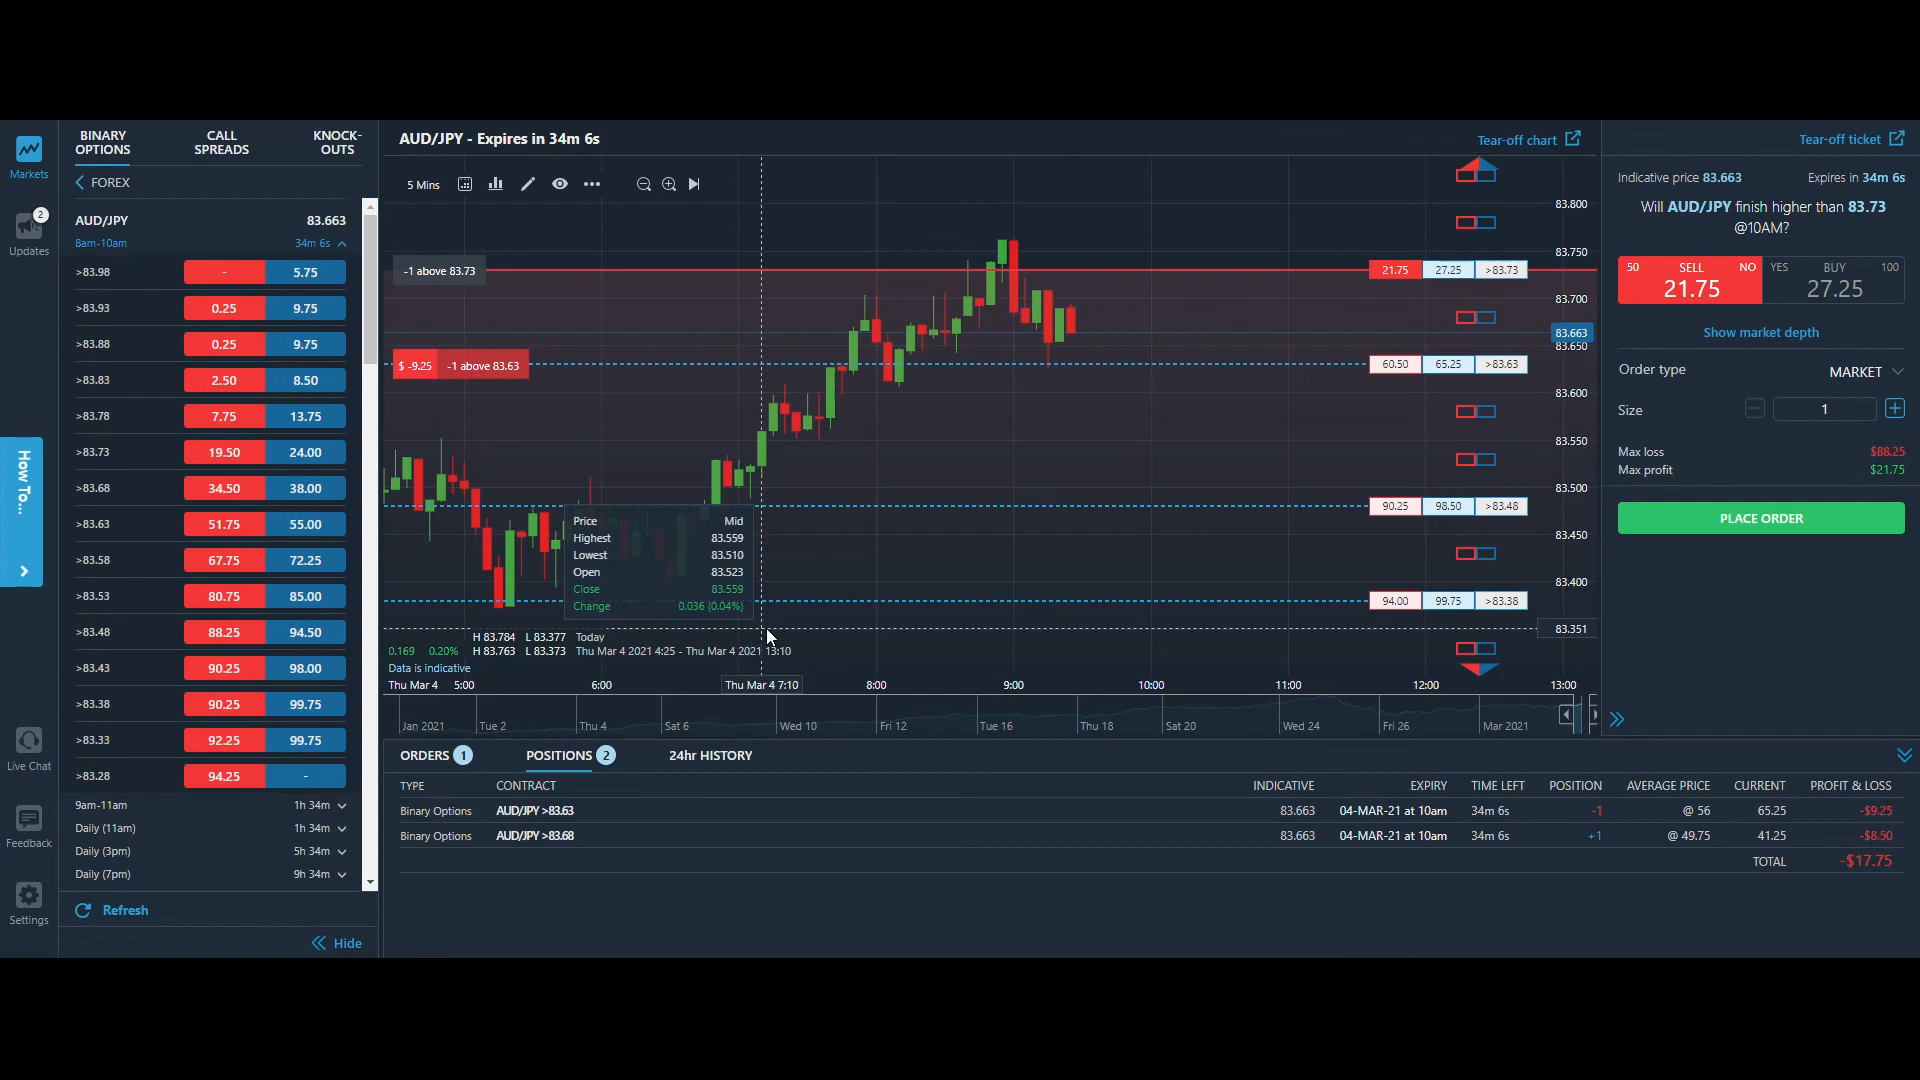 Markets
2
Updates
How To...
Live Chat
Feedback
Settings
BINARY OPTIONS CALL SPREADS KNOCK-OUTS
FOREX
AUD/JPY 83.663
8am-10am 34m 6s
>83.98 - 5.75
>83.93 0.25 9.75
>83.88 0.25 9.75
>83.83 2.50 8.50
>83.78 7.75 13.75
>83.73 19.50 24.00
>83.68 34.50 38.00
>83.63 51.75 55.00
>83.58 67.75 72.25
>83.53 80.75 85.00
>83.48 88.25 94.50
>83.43 90.25 98.00
>83.38 90.25 99.75
>83.33 92.25 99.75
>83.28 94.25 -
9am-11am 1h 34m
Daily (11am) 1h 34m
Daily (3pm) 5h 34m
Daily (7pm) 9h 34m
Refresh
Hide
AUD/JPY - Expires in 34m 6s
Tear-off chart
5 Mins
83.800
83.750
-1 above 83.73 21.75 27.25 >83.73
83.700
83.663
83.650
$ -9.25 -1 above 83.63 60.50 65.25 >83.63
83.600
83.550
83.500
90.25 98.50 >83.48
83.450
83.400
94.00 99.75 >83.38
83.351
Price Mid
Highest 83.559
Lowest 83.510
Open 83.523
Close 83.559
Change 0.036 (0.04%)
H 83.784 L 83.377 Today
0.169 0.20% H 83.763 L 83.373 Thu Mar 4 2021 4:25 - Thu Mar 4 2021 13:10
Data is indicative
Thu Mar 4 5:00 6:00 Thu Mar 4 7:10 8:00 9:00 10:00 11:00 12:00 13:00
Jan 2021 Tue 2 Thu 4 Sat 6 Wed 10 Fri 12 Tue 16 Thu 18 Sat 20 Wed 24 Fri 26 Mar 2021
Tear-off ticket
Indicative price 83.663 Expires in 34m 6s
Will AUD/JPY finish higher than 83.73
@10AM?
50 SELL NO YES BUY 100
21.75 27.25
Show market depth
Order type MARKET
Size 1
Max loss $88.25
Max profit $21.75
PLACE ORDER
ORDERS 1 POSITIONS 2 24hr HISTORY
TYPE CONTRACT INDICATIVE EXPIRY TIME LEFT POSITION AVERAGE PRICE CURRENT PROFIT & LOSS
Binary Options AUD/JPY >83.63 83.663 04-MAR-21 at 10am 34m 6s -1 @ 56 65.25 -$9.25
Binary Options AUD/JPY >83.68 83.663 04-MAR-21 at 10am 34m 6s +1 @ 49.75 41.25 -$8.50
TOTAL -$17.75